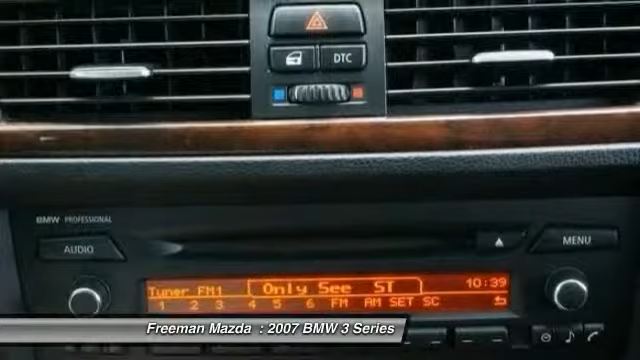 DTC
BMW PROFESSIONAL
AUDIO
MENU
Tuner FM1 Only See ST 10:39
1 2 3 4 5 6 FM AM SET SC
Freeman Mazda : 2007 BMW 3 Series